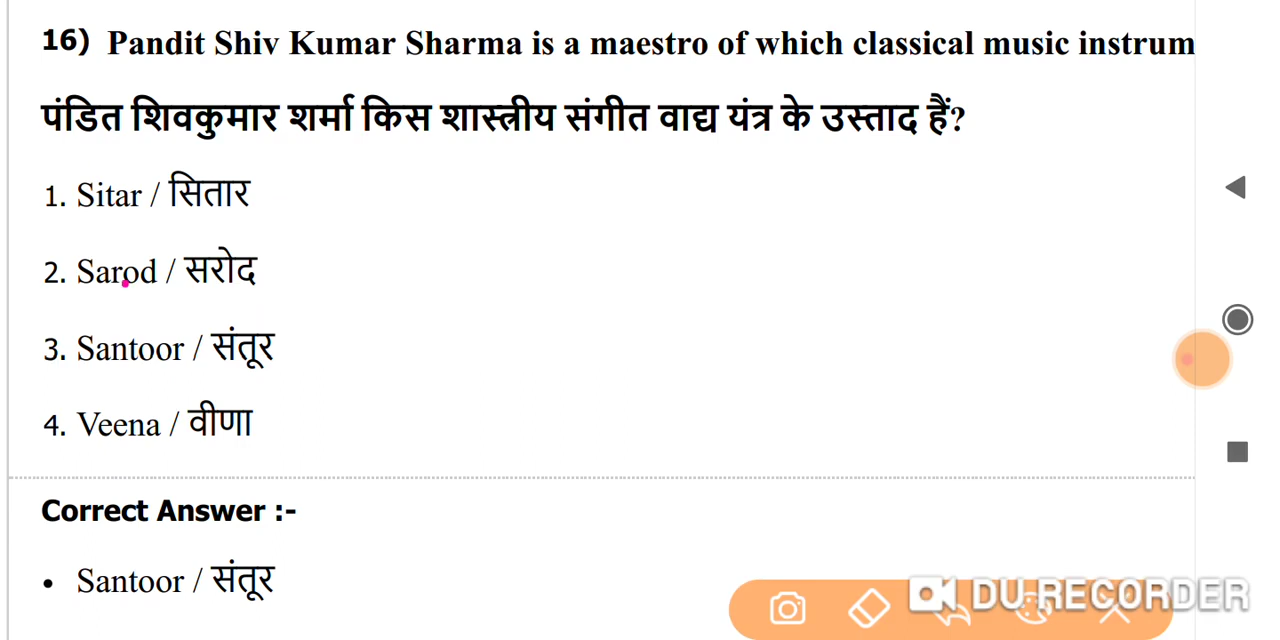 16) Pandit Shiv Kumar Sharma is a maestro of which classical music instrum
पंडित शिवकुमार शर्मा किस शास्त्रीय संगीत वाद्य यंत्र के उस्ताद हैं?
1. Sitar / सितार
2. Sarod / सरोद
3. Santoor / संतूर
4. Veena / वीणा
Correct Answer :-
• Santoor / संतूर
DU RECORDER